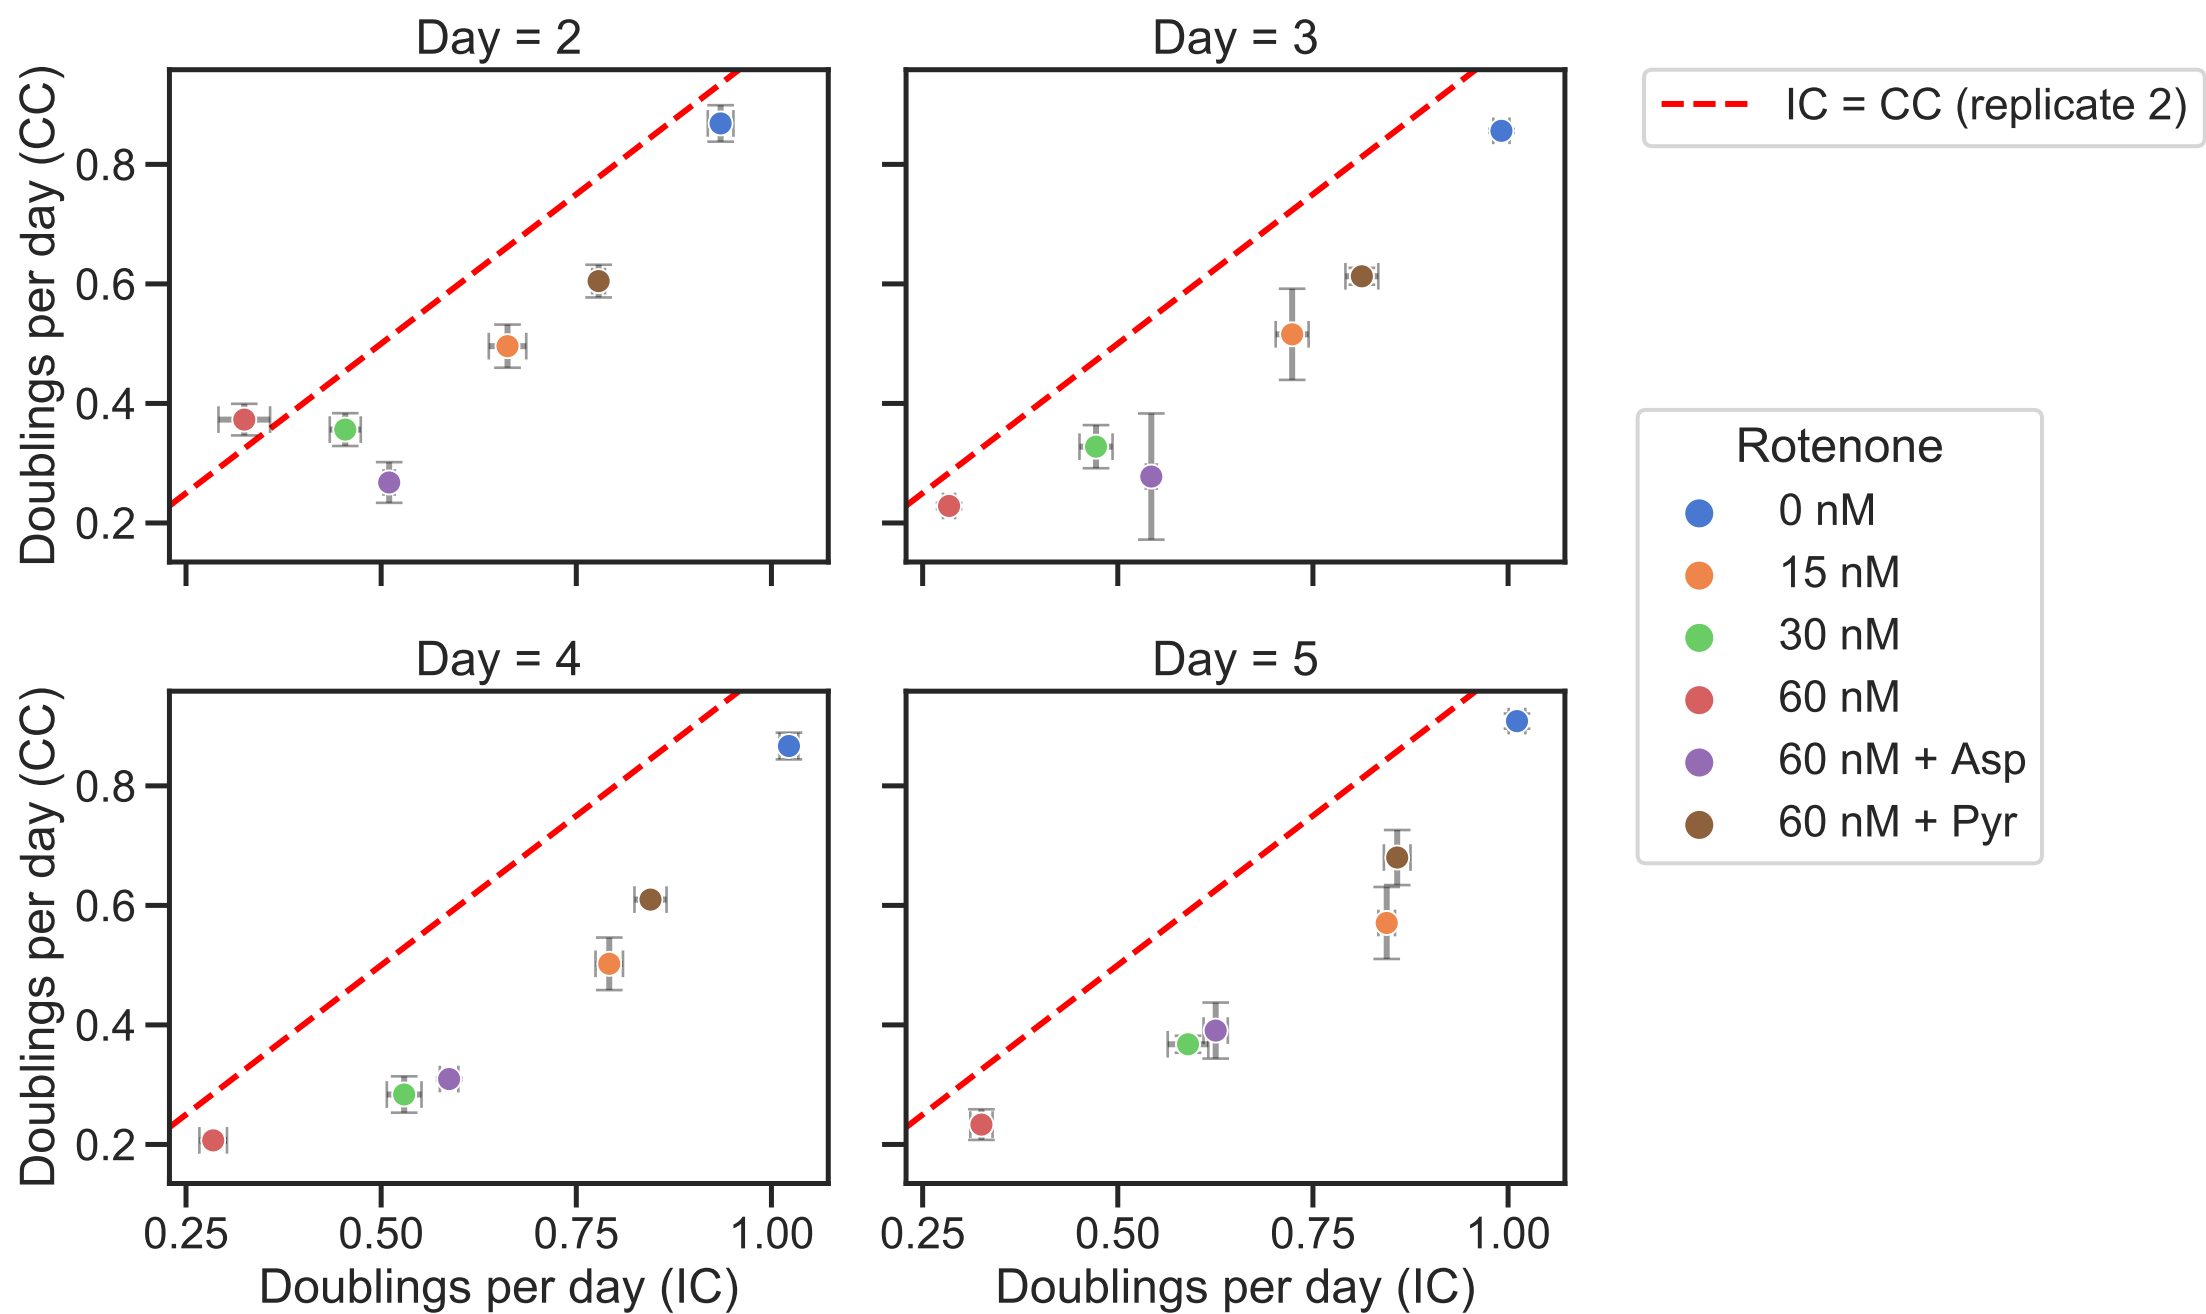 Day = 2
Day = 3
Doublings per day (CC)
0.8
0.6
0.4
0.2
IC = CC (replicate 2)
Rotenone
0 nM
15 nM
30 nM
60 nM
60 nM + Asp
60 nM + Pyr
Day = 4
Day = 5
Doublings per day (CC)
0.8
0.6
0.4
0.2
0.25 0.50 0.75 1.00
0.25 0.50 0.75 1.00
Doublings per day (IC)
Doublings per day (IC)